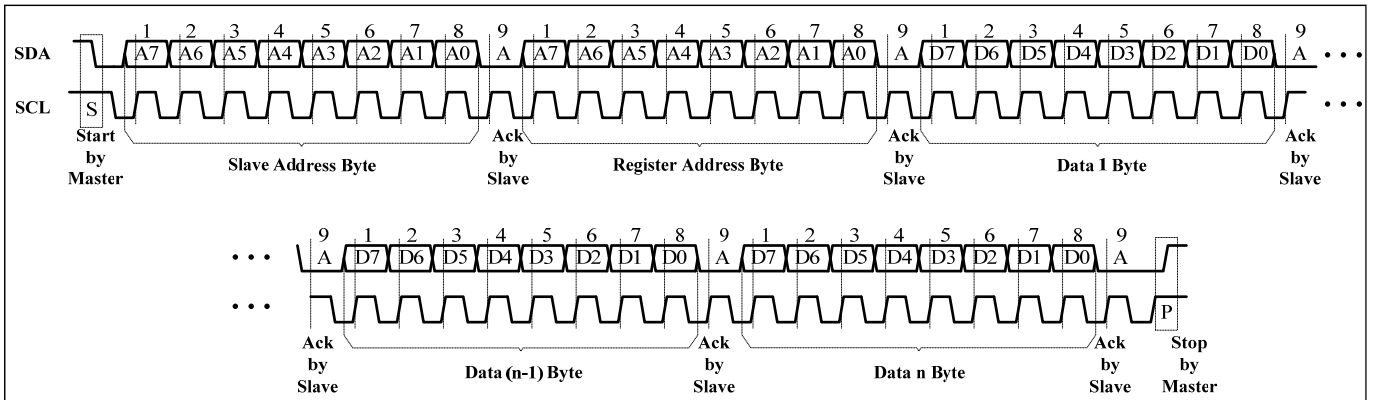 1 2 3 4 5 6 7 8 9 1 2 3 4 5 6 7 8 9 1 2 3 4 5 6 7 8 9
SDA A7 A6 A5 A4 A3 A2 A1 A0 A A7 A6 A5 A4 A3 A2 A1 A0 A D7 D6 D5 D4 D3 D2 D1 D0 A • • •
SCL S • • •
Start by Master
Slave Address Byte
Ack by Slave
Register Address Byte
Ack by Slave
Data 1 Byte
Ack by Slave
9 1 2 3 4 5 6 7 8 9 1 2 3 4 5 6 7 8 9
• • • A D7 D6 D5 D4 D3 D2 D1 D0 A D7 D6 D5 D4 D3 D2 D1 D0 A
• • • P
Ack by Slave
Data (n-1) Byte
Ack by Slave
Data n Byte
Ack by Slave
Stop by Master